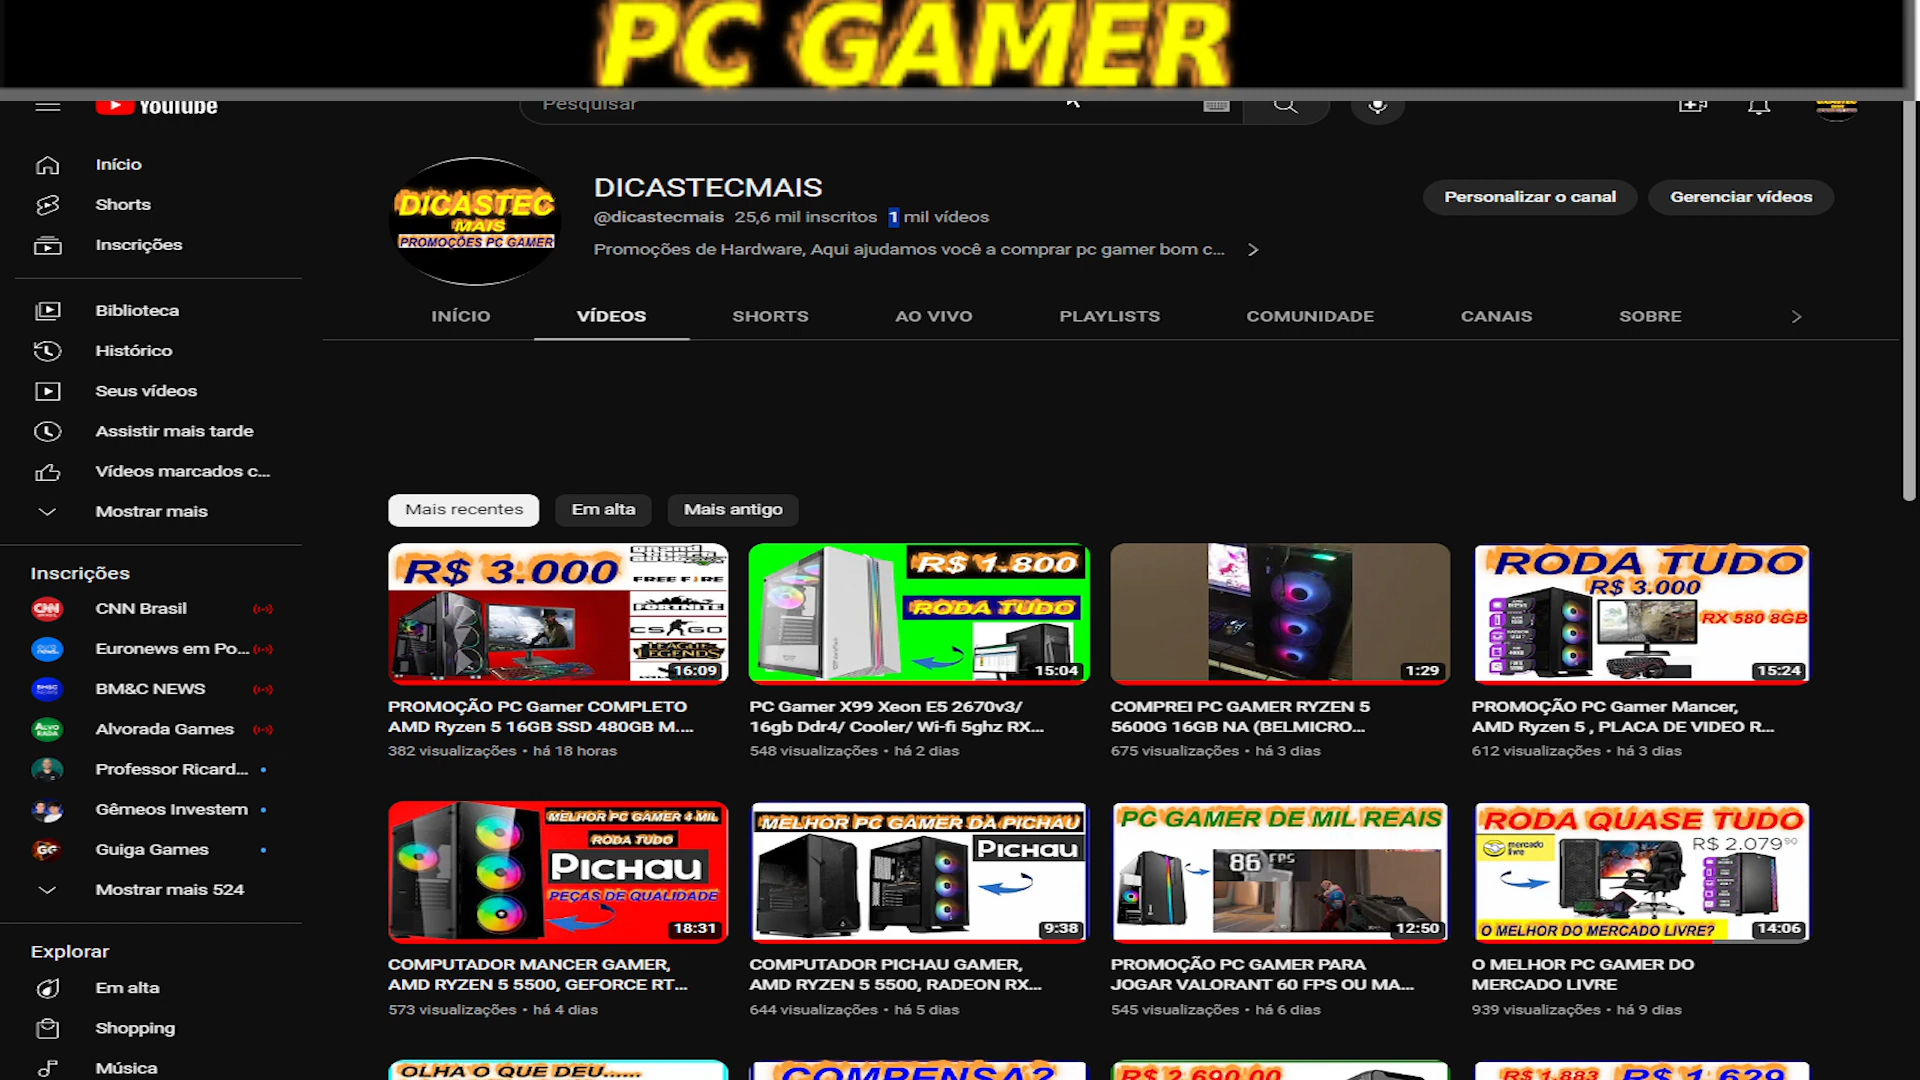 PC GAMER
YouTube
Pesquisar
Início
Shorts
Inscrições
Biblioteca
Histórico
Seus vídeos
Assistir mais tarde
Vídeos marcados c...
Mostrar mais
Inscrições
CNN Brasil
Euronews em Po...
BM&C NEWS
Alvorada Games
Professor Ricard...
Gêmeos Investem
Guiga Games
Mostrar mais 524
Explorar
Em alta
Shopping
Música
DICASTEC
MAIS
PROMOÇÕES PC GAMER
DICASTECMAIS
@dicastecmais 25,6 mil inscritos 1 mil vídeos
Promoções de Hardware, Aqui ajudamos você a comprar pc gamer bom c...
Personalizar o canal
Gerenciar vídeos
INÍCIO VÍDEOS SHORTS AO VIVO PLAYLISTS COMUNIDADE CANAIS SOBRE
Mais recentes Em alta Mais antigo
R$ 3.000
FREE FIRE
FORTNITE
CS:GO
LEAGUE
LEGENDS
16:09
PROMOÇÃO PC Gamer COMPLETO
AMD Ryzen 5 16GB SSD 480GB M....
382 visualizações • há 18 horas
R$ 1.800
RODA TUDO
15:04
PC Gamer X99 Xeon E5 2670v3/
16gb Ddr4/ Cooler/ Wi-fi 5ghz RX...
548 visualizações • há 2 dias
1:29
COMPREI PC GAMER RYZEN 5
5600G 16GB NA (BELMICRO...
675 visualizações • há 3 dias
RODA TUDO
R$ 3.000
RX 580 8GB
15:24
PROMOÇÃO PC Gamer Mancer,
AMD Ryzen 5 , PLACA DE VIDEO R...
612 visualizações • há 3 dias
MELHOR PC GAMER 4 MIL
RODA TUDO
PICHAU
PEÇAS DE QUALIDADE
18:31
COMPUTADOR MANCER GAMER,
AMD RYZEN 5 5500, GEFORCE RT...
573 visualizações • há 4 dias
MELHOR PC GAMER DA PICHAU
PICHAU
9:38
COMPUTADOR PICHAU GAMER,
AMD RYZEN 5 5500, RADEON RX...
644 visualizações • há 5 dias
PC GAMER DE MIL REAIS
86 FPS
12:50
PROMOÇÃO PC GAMER PARA
JOGAR VALORANT 60 FPS OU MA...
545 visualizações • há 6 dias
RODA QUASE TUDO
mercado livre
R$ 2.079⁹⁰
O MELHOR DO MERCADO LIVRE?
14:06
O MELHOR PC GAMER DO
MERCADO LIVRE
939 visualizações • há 9 dias
OLHA O QUE DEU......
COMPENSA?
R$ 2.690,00
R$ 1.883 R$ 1.629